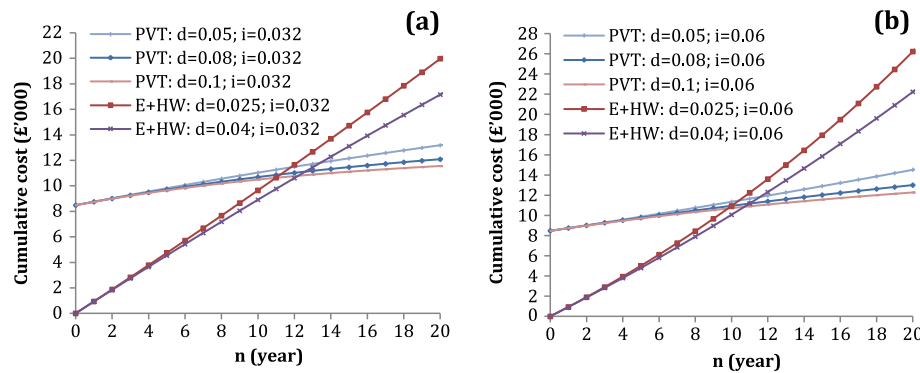 (a)
Cumulative cost (£'000)
22
20
18
16
14
12
10
8
6
4
2
0
PVT: d=0.05; i=0.032
PVT: d=0.08; i=0.032
PVT: d=0.1; i=0.032
E+HW: d=0.025; i=0.032
E+HW: d=0.04; i=0.032
0 2 4 6 8 10 12 14 16 18 20
n (year)
(b)
Cumulative cost (£'000)
28
26
24
22
20
18
16
14
12
10
8
6
4
2
0
PVT: d=0.05; i=0.06
PVT: d=0.08; i=0.06
PVT: d=0.1; i=0.06
E+HW: d=0.025; i=0.06
E+HW: d=0.04; i=0.06
0 2 4 6 8 10 12 14 16 18 20
n (year)